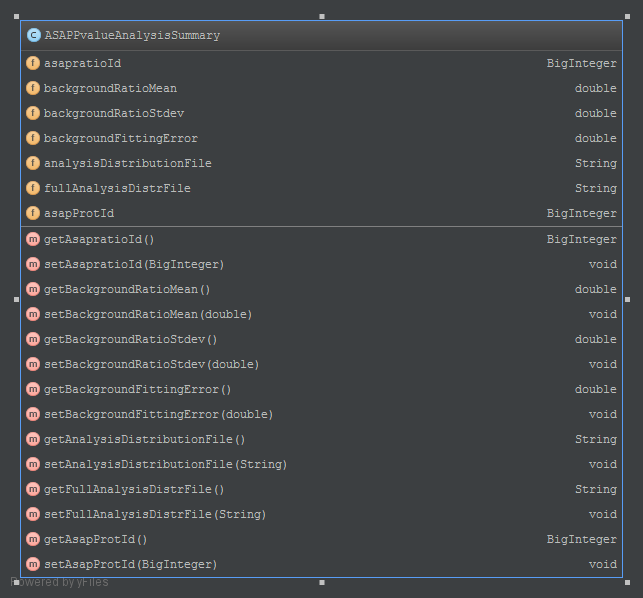 C ASAPPvalueAnalysisSummary
f asapratioId BigInteger
f backgroundRatioMean double
f backgroundRatioStdev double
f backgroundFittingError double
f analysisDistributionFile String
f fullAnalysisDistrFile String
f asapProtId BigInteger
m getAsapratioId() BigInteger
m setAsapratioId(BigInteger) void
m getBackgroundRatioMean() double
m setBackgroundRatioMean(double) void
m getBackgroundRatioStdev() double
m setBackgroundRatioStdev(double) void
m getBackgroundFittingError() double
m setBackgroundFittingError(double) void
m getAnalysisDistributionFile() String
m setAnalysisDistributionFile(String) void
m getFullAnalysisDistrFile() String
m setFullAnalysisDistrFile(String) void
m getAsapProtId() BigInteger
m setAsapProtId(BigInteger) void
Powered by yFiles